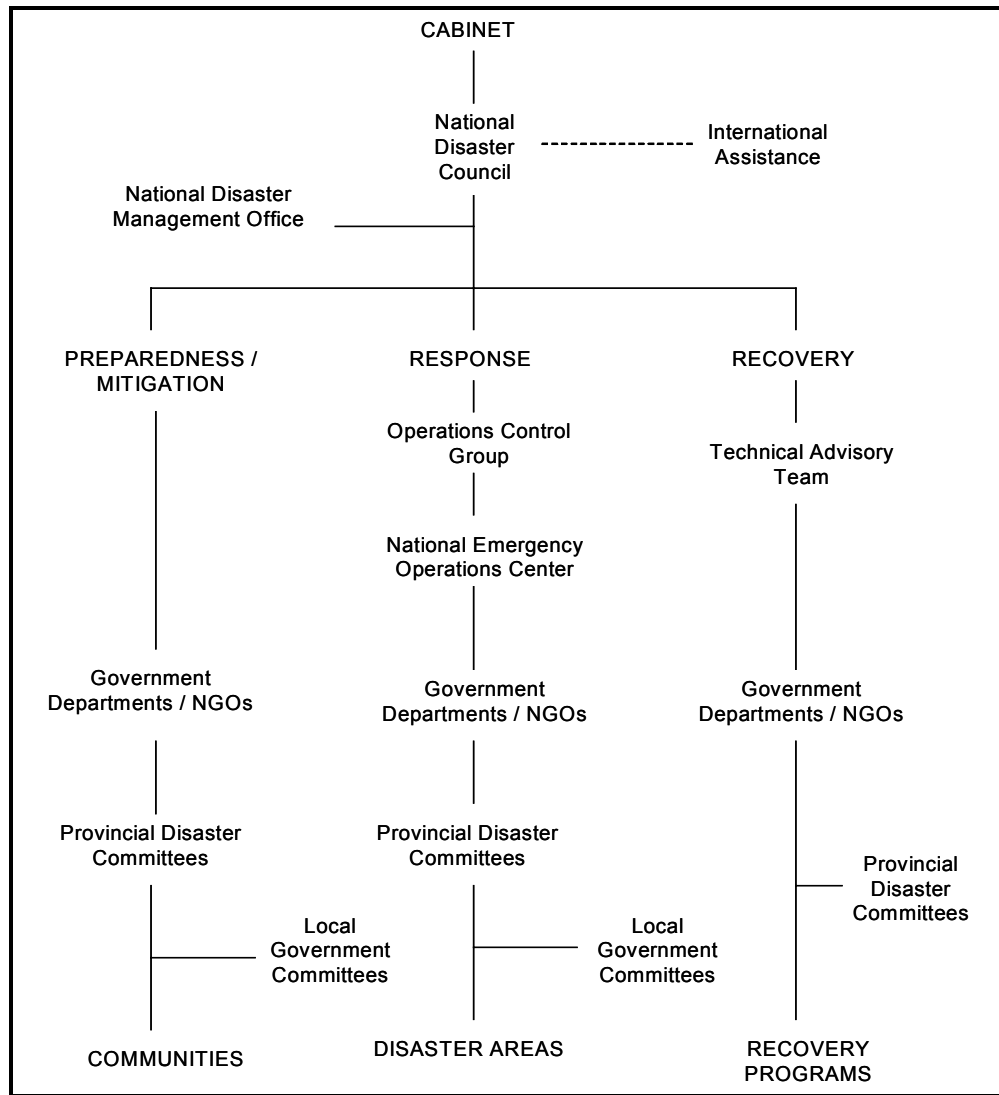 CABINET
National
Disaster
Council
International
Assistance
National Disaster
Management Office
PREPAREDNESS /
MITIGATION
RESPONSE
RECOVERY
Operations Control
Group
Technical Advisory
Team
National Emergency
Operations Center
Government
Departments / NGOs
Government
Departments / NGOs
Government
Departments / NGOs
Provincial Disaster
Committees
Provincial Disaster
Committees
Provincial
Disaster
Committees
Local
Government
Committees
Local
Government
Committees
COMMUNITIES
DISASTER AREAS
RECOVERY
PROGRAMS